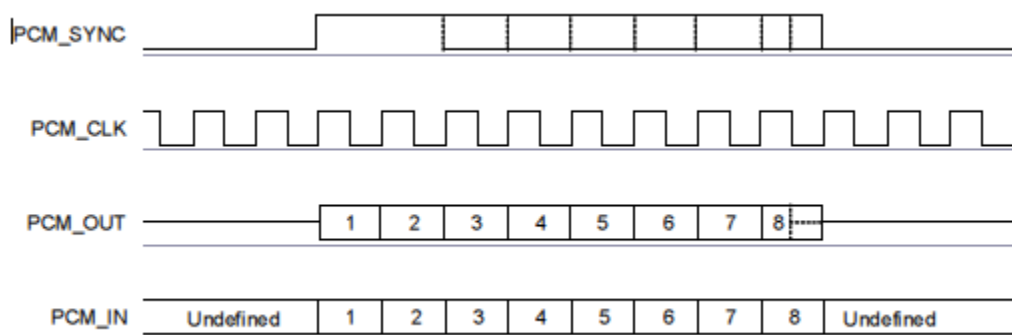 PCM_SYNC
PCM_CLK
PCM_OUT 1 2 3 4 5 6 7 8
PCM_IN Undefined 1 2 3 4 5 6 7 8 Undefined